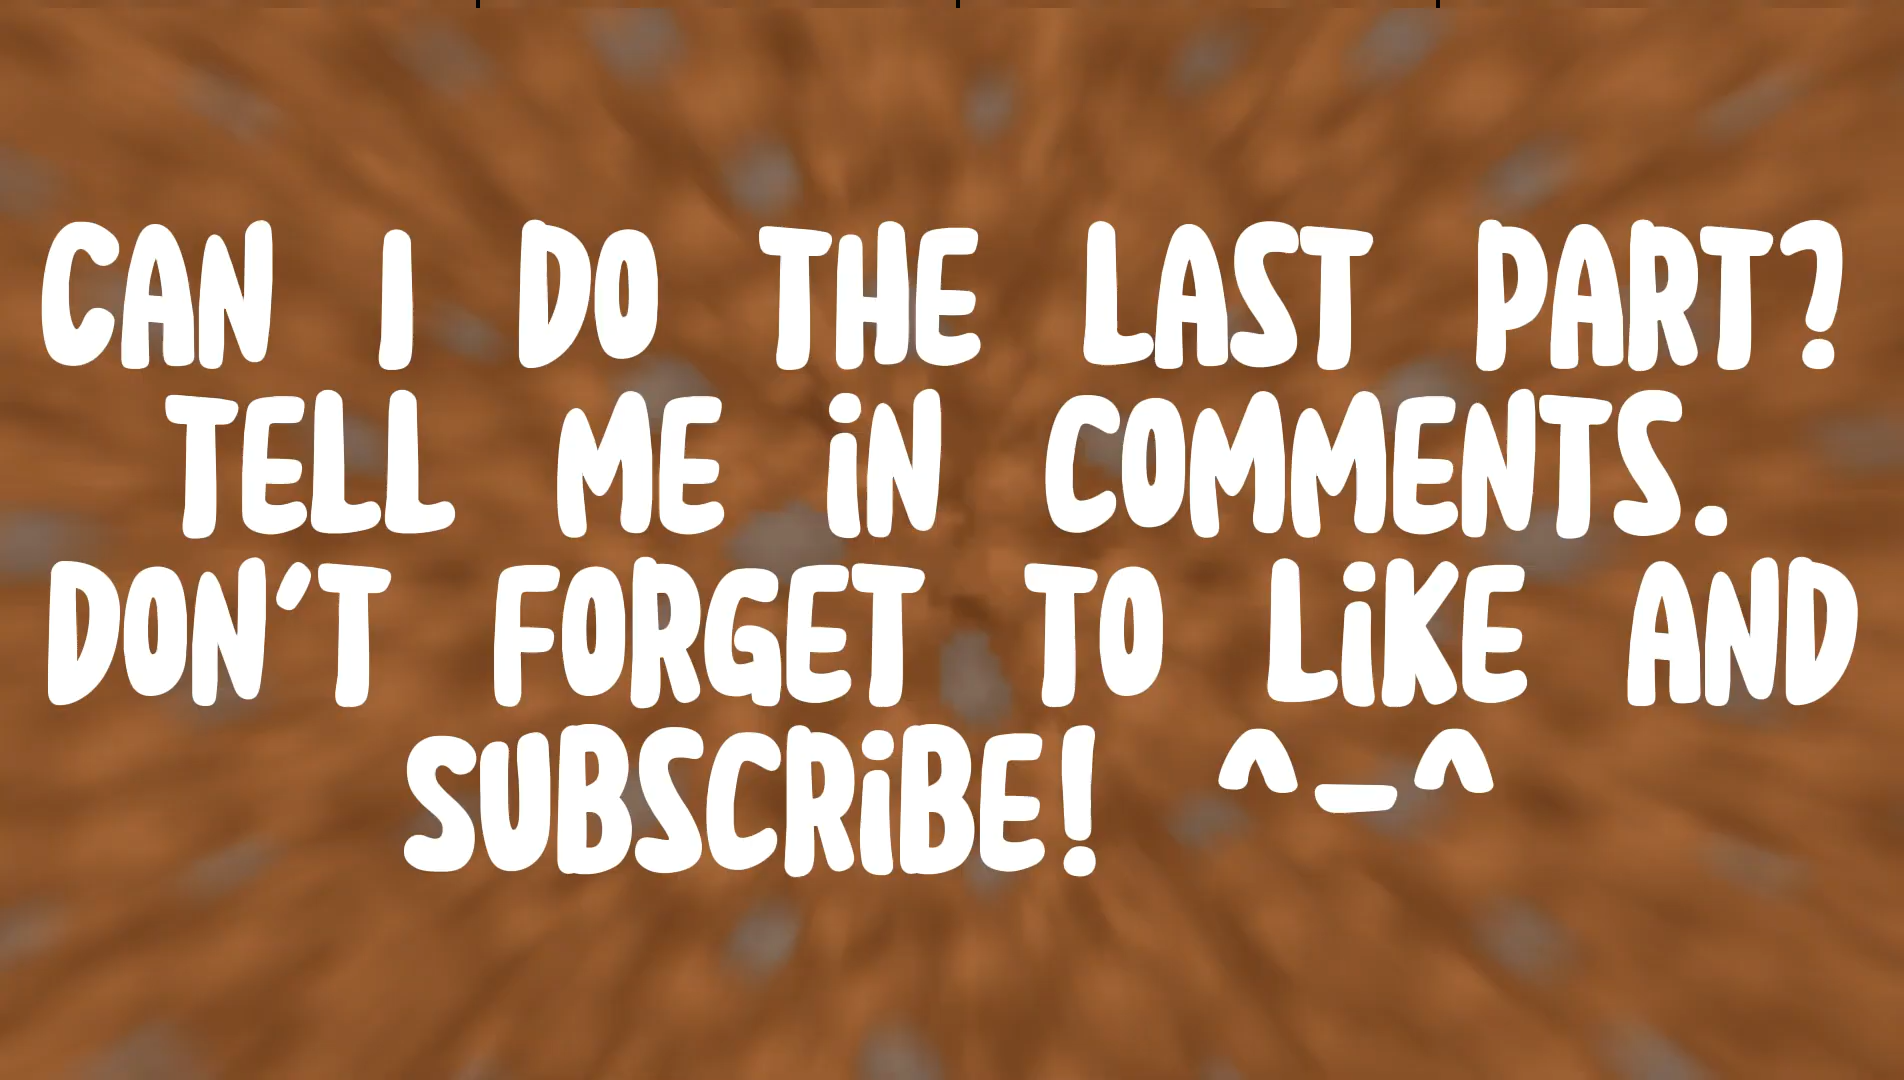 CAN I DO THE LAST PART?
TELL ME iN COMMENTS.
DON'T FORGET TO LiKE AND
SUBSCRiBE! ^-^